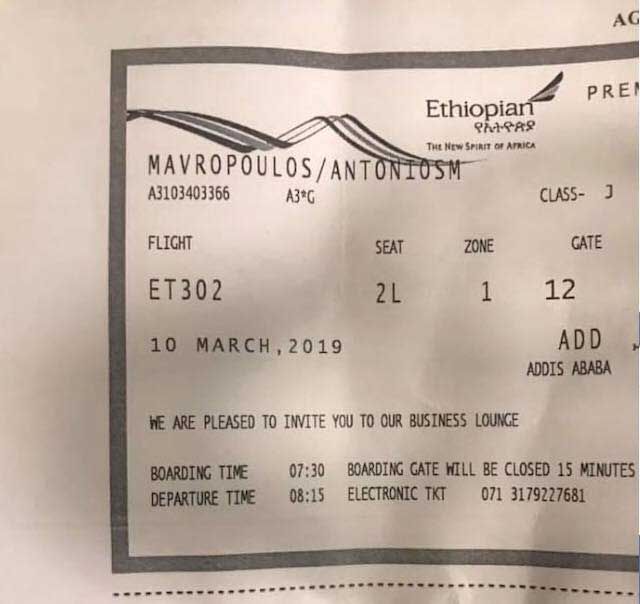 AG
PREM
Ethiopian
የኢትዮጵያ
THE NEW SPIRIT OF AFRICA
MAVROPOULOS/ANTONIOSM
A3103403366 A3*G CLASS- J
FLIGHT SEAT ZONE GATE
ET302 2L 1 12
10 MARCH,2019 ADD
ADDIS ABABA
WE ARE PLEASED TO INVITE YOU TO OUR BUSINESS LOUNGE
BOARDING TIME 07:30 BOARDING GATE WILL BE CLOSED 15 MINUTES
DEPARTURE TIME 08:15 ELECTRONIC TKT 071 3179227681